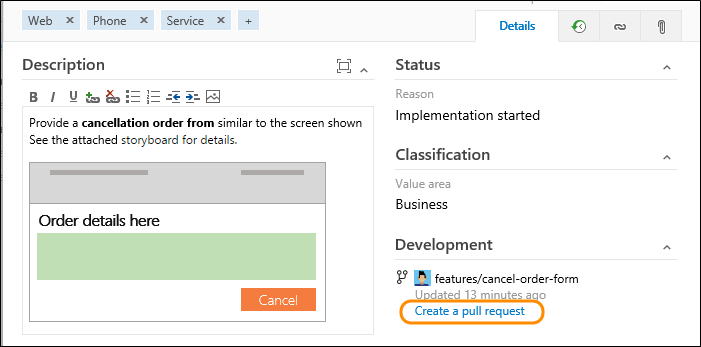 Web × Phone × Service × +
Details
Description
B I U
Provide a cancellation order from similar to the screen shown
See the attached storyboard for details.
Order details here
Cancel
Status
Reason
Implementation started
Classification
Value area
Business
Development
features/cancel-order-form
Updated 13 minutes ago
Create a pull request